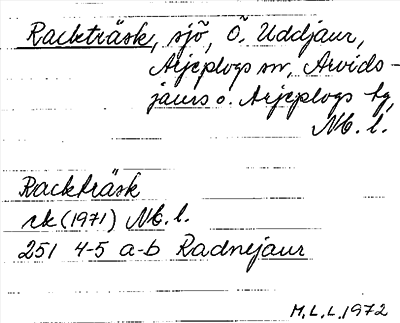 Rackträsk, sjö, Ö. Uddjaur,
Arjeplogs sn, Arvids-
jaurs o. Arjeplogs tg,
Nb. l.
Rackträsk
rk (1971) Nb. l.
251 4-5 a-b Radnejaur
M.L.L. 1972